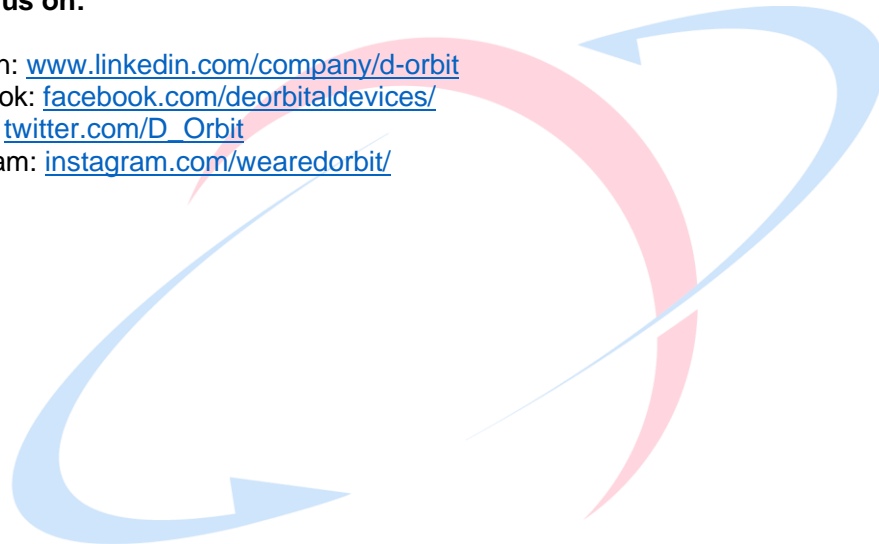 us on:
n: www.linkedin.com/company/d-orbit
ok: facebook.com/deorbitaldevices/
twitter.com/D_Orbit
am: instagram.com/wearedorbit/